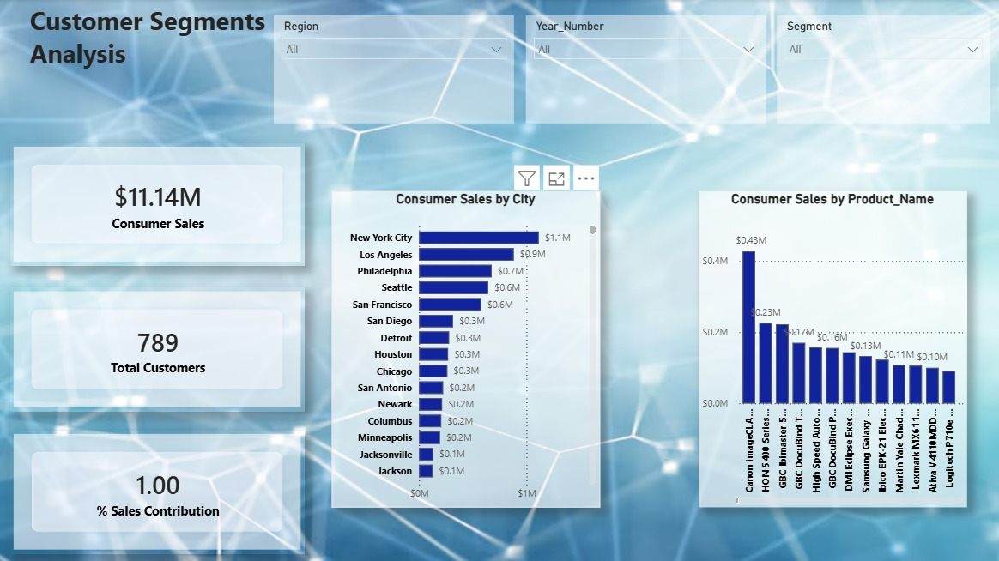 Customer Segments
Analysis
Region
All
Year_Number
All
Segment
All
$11.14M
Consumer Sales
789
Total Customers
1.00
% Sales Contribution
Consumer Sales by City
New York City $1.1M
Los Angeles $0.9M
Philadelphia $0.7M
Seattle $0.6M
San Francisco $0.6M
San Diego $0.3M
Detroit $0.3M
Houston $0.3M
Chicago $0.3M
San Antonio $0.2M
Newark $0.2M
Columbus $0.2M
Minneapolis $0.2M
Jacksonville $0.1M
Jackson $0.1M
$0M $1M
Consumer Sales by Product_Name
$0.43M
$0.4M
$0.23M
$0.2M
$0.17M
$0.16M
$0.13M
$0.11M
$0.10M
$0.0M
Canon imageCLA...
HON 5400 Series...
GBC Ibimaster 5...
GBC DocuBind T...
High Speed Auto...
GBC DocuBind P...
DMI Eclipse Exec...
Samsung Galaxy ...
Ibico EPK-21 Elec...
Martin Yale Chad...
Lexmark MX611...
Ativa V4110MDD...
Logitech P710e ...